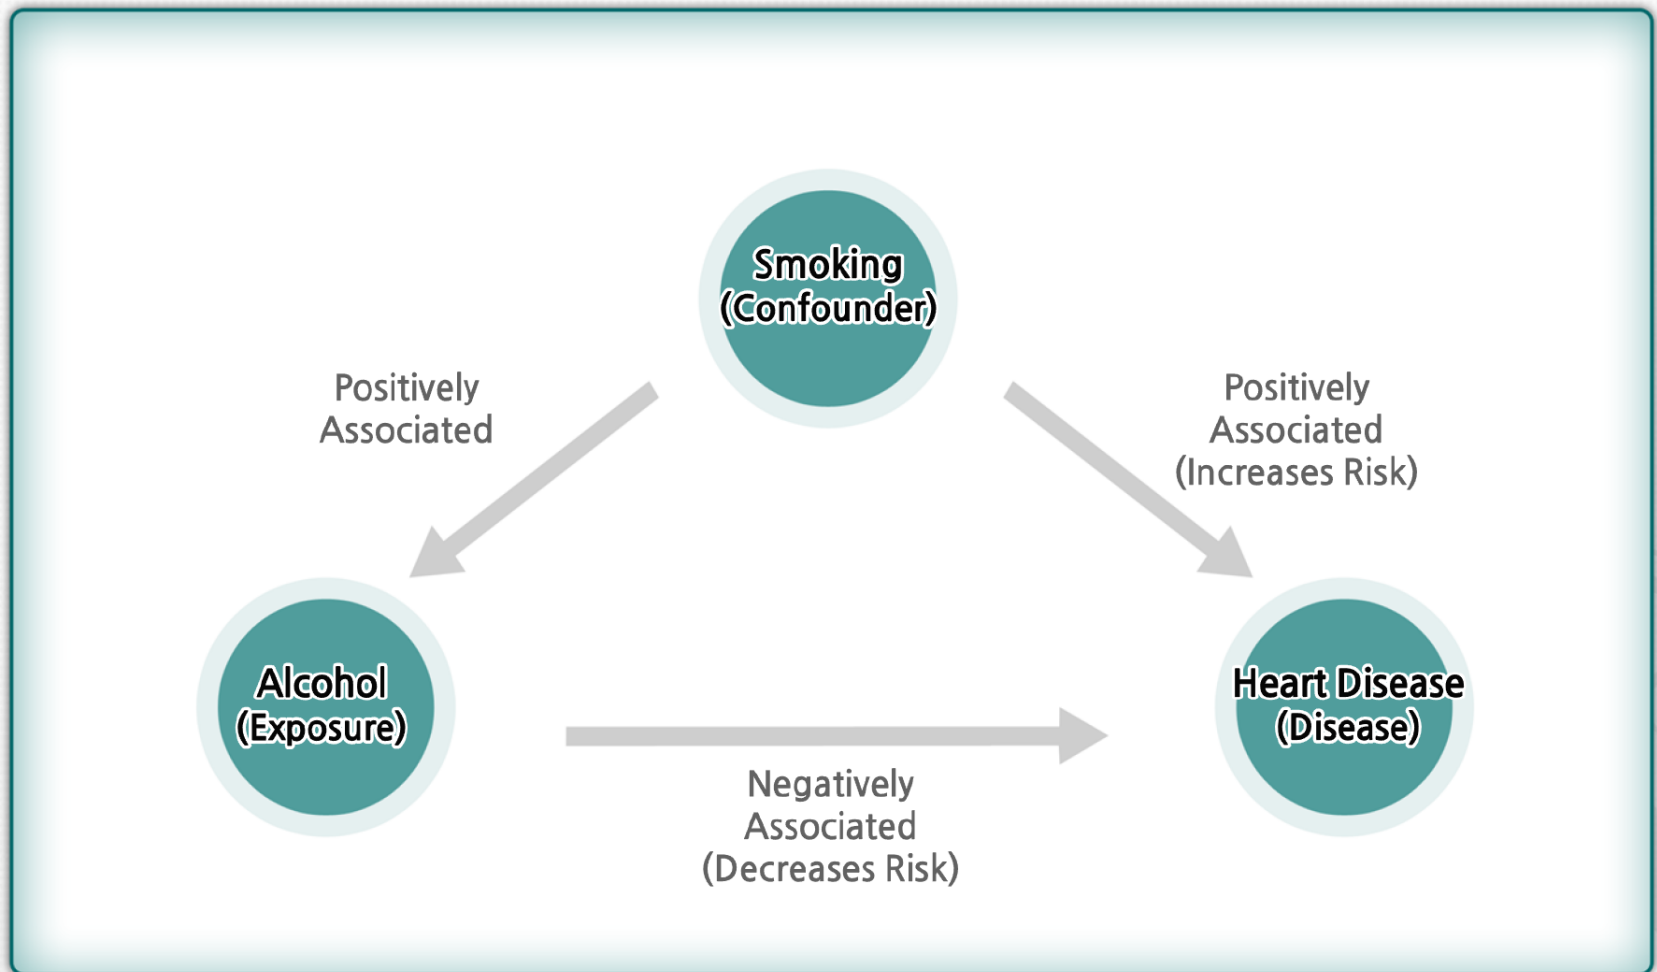 Smoking
(Confounder)
Positively
Associated
Positively
Associated
(Increases Risk)
Alcohol
(Exposure)
Heart Disease
(Disease)
Negatively
Associated
(Decreases Risk)